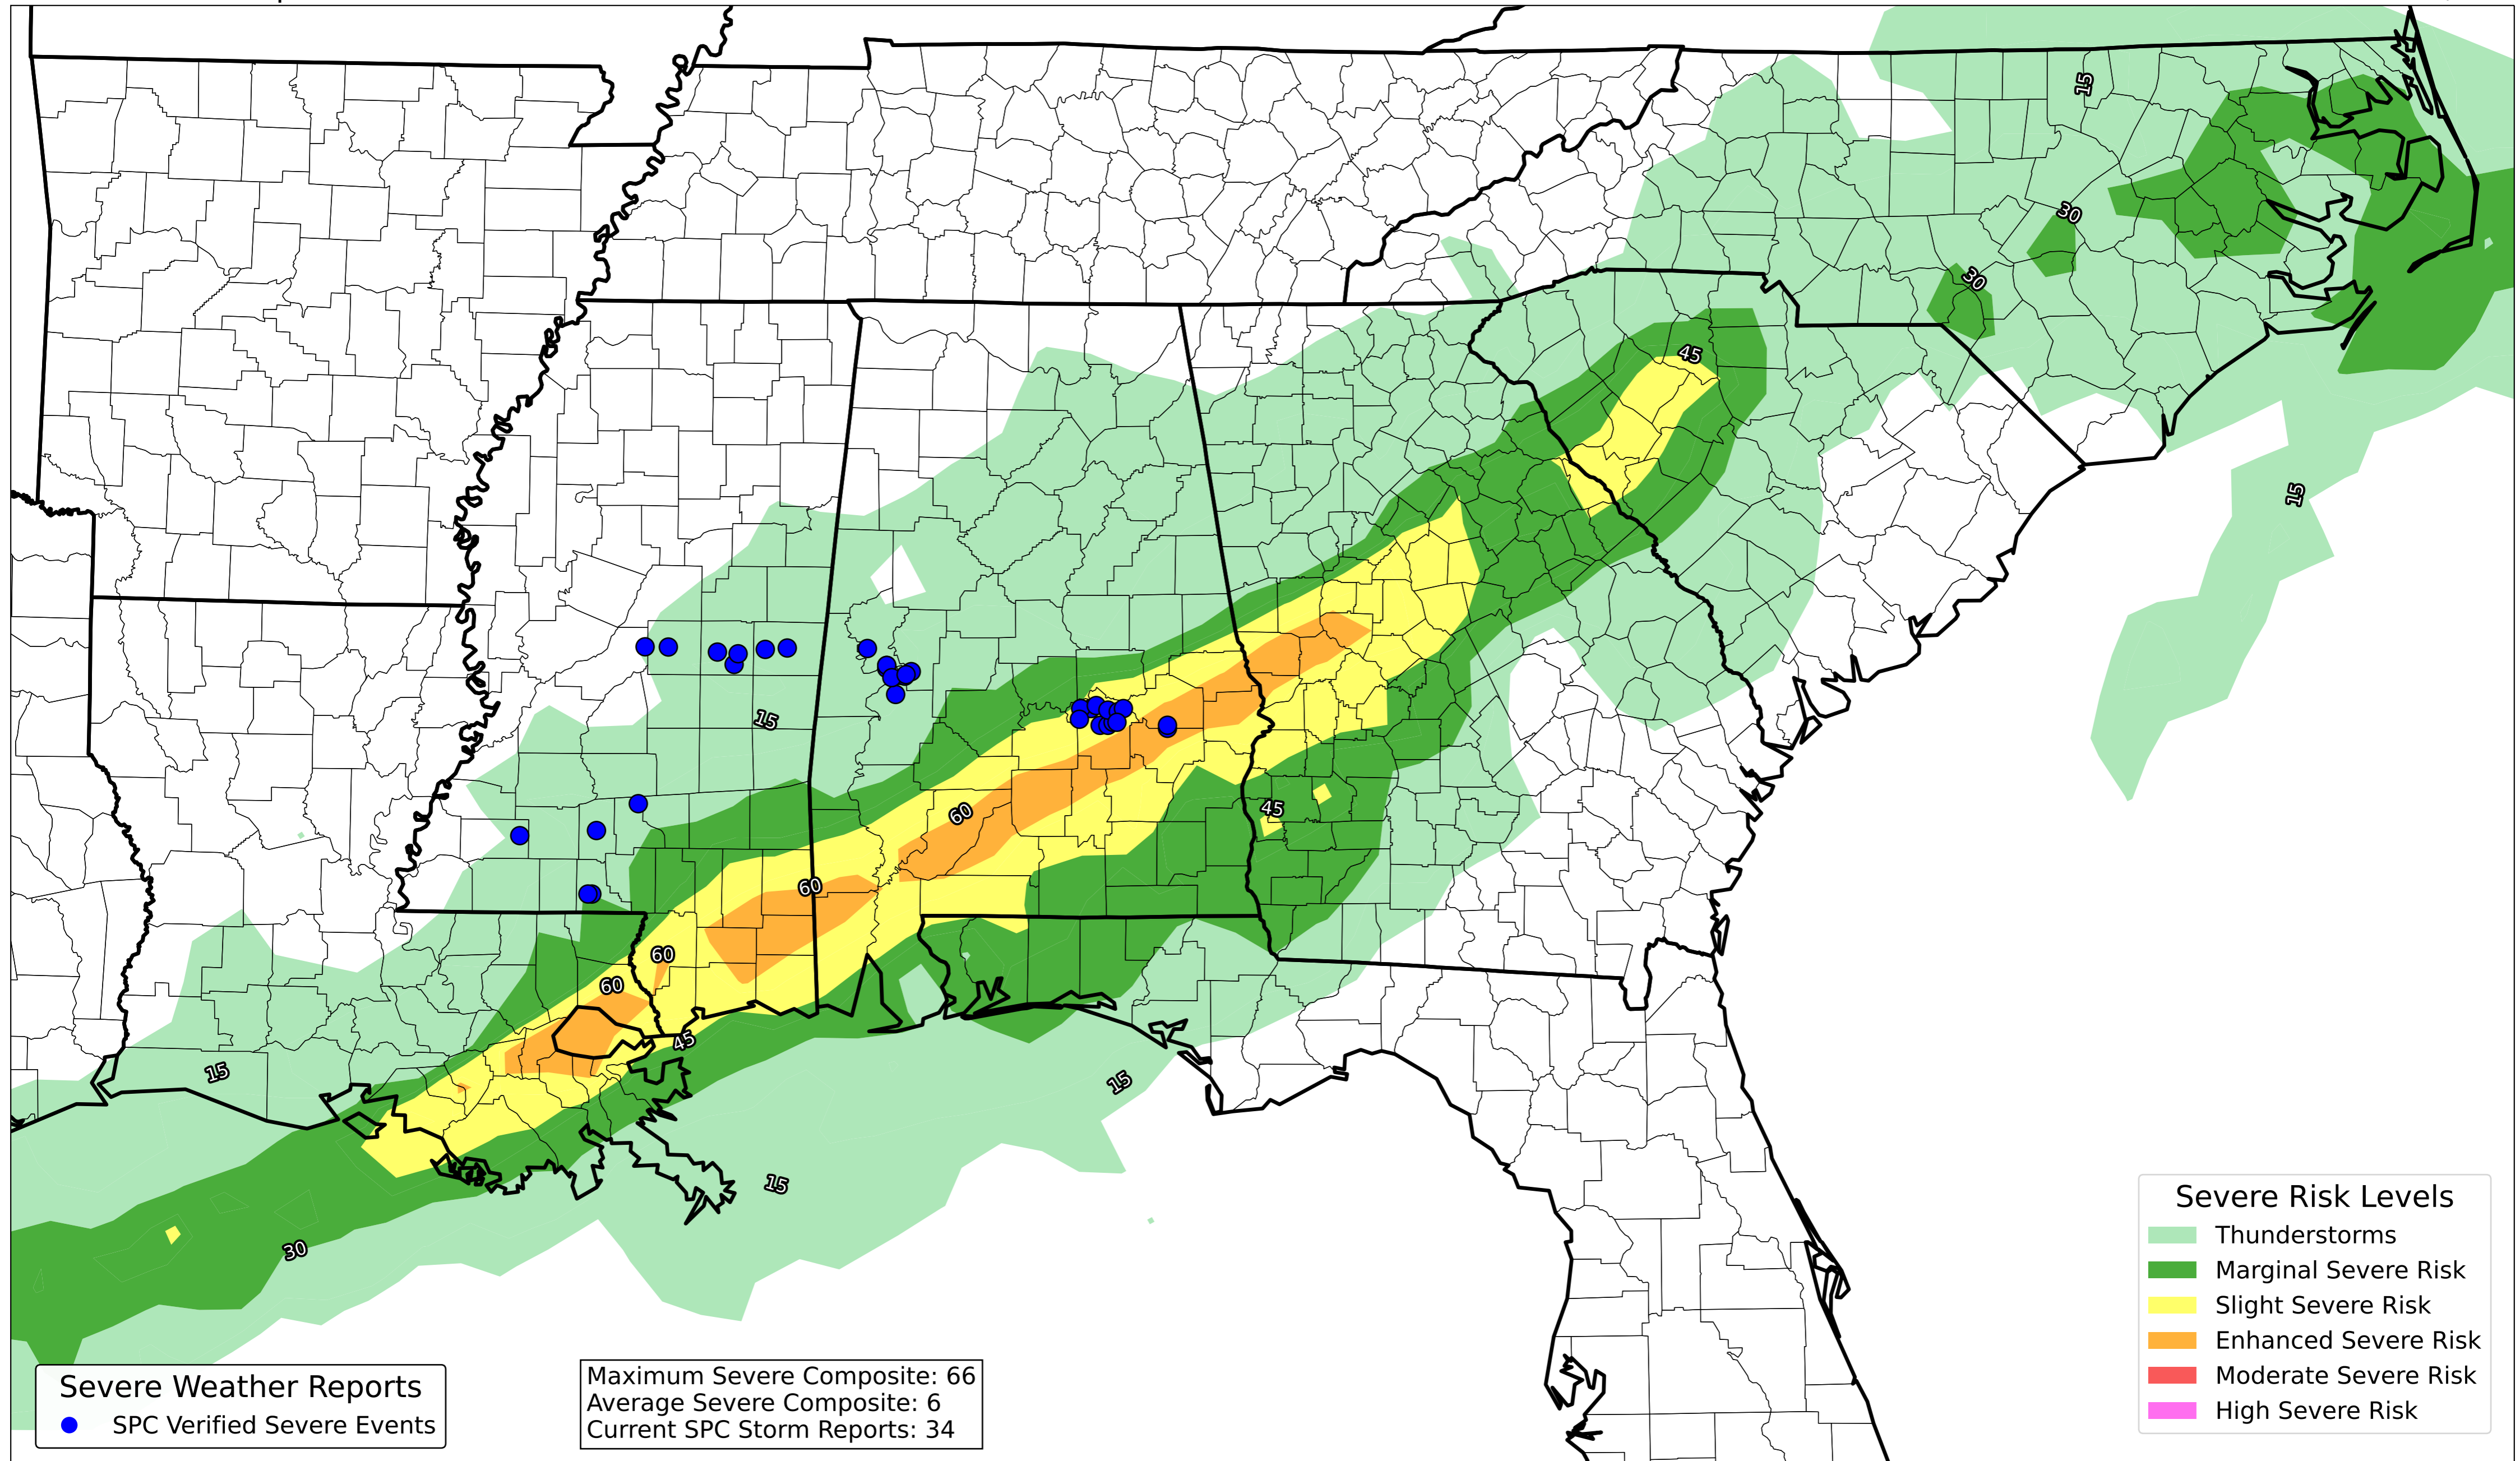 15
30
30
45
15
15
60
45
60
60
60
45
15
15
15
30
Severe Risk Levels
Thunderstorms
Marginal Severe Risk
Slight Severe Risk
Enhanced Severe Risk
Moderate Severe Risk
High Severe Risk
Severe Weather Reports
SPC Verified Severe Events
Maximum Severe Composite: 66
Average Severe Composite: 6
Current SPC Storm Reports: 34